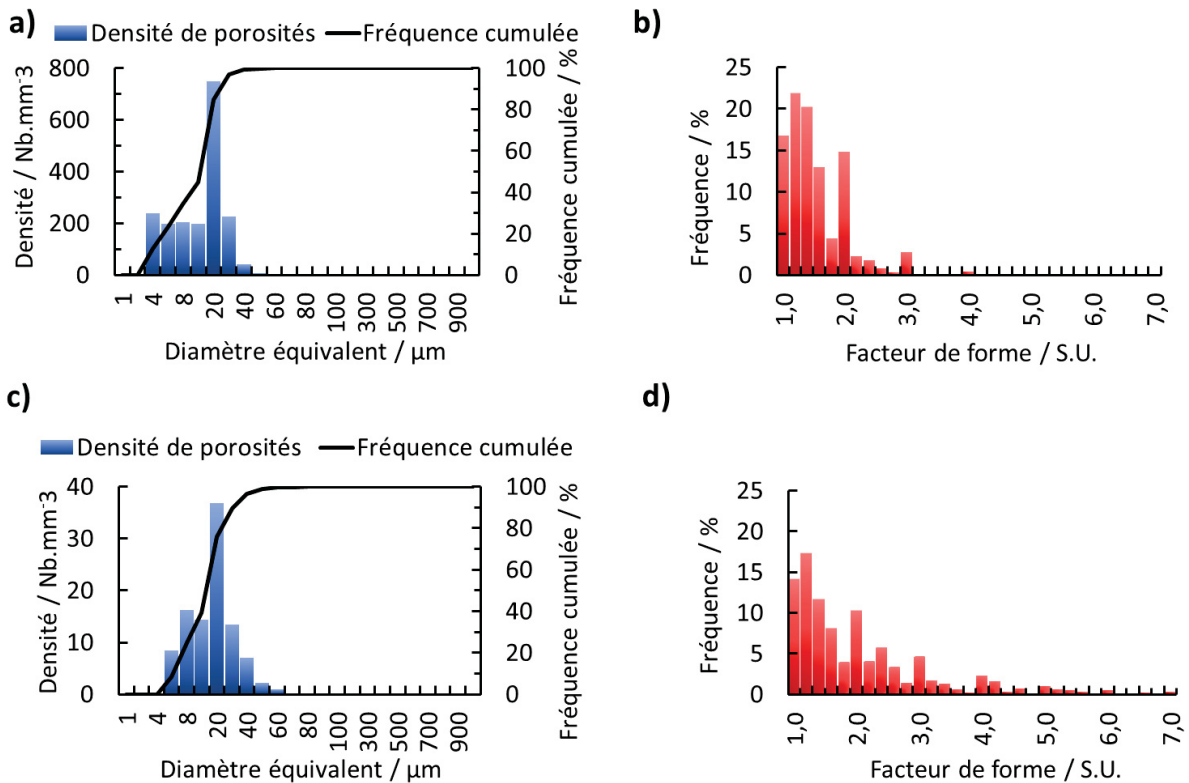 a)
Densité de porosités Fréquence cumulée
800
600
400
200
0
100
80
60
40
20
0
Densité / Nb.mm-3
Fréquence cumulée / %
1 4 8 20 40 60 80 100 300 500 700 900
Diamètre équivalent / µm
b)
25
20
15
10
5
0
Fréquence / %
1,0 2,0 3,0 4,0 5,0 6,0 7,0
Facteur de forme / S.U.
c)
Densité de porosités Fréquence cumulée
40
30
20
10
0
100
80
60
40
20
0
Densité / Nb.mm-3
Fréquence cumulée / %
1 4 8 20 40 60 80 100 300 500 700 900
Diamètre équivalent / µm
d)
25
20
15
10
5
0
Fréquence / %
1,0 2,0 3,0 4,0 5,0 6,0 7,0
Facteur de forme / S.U.